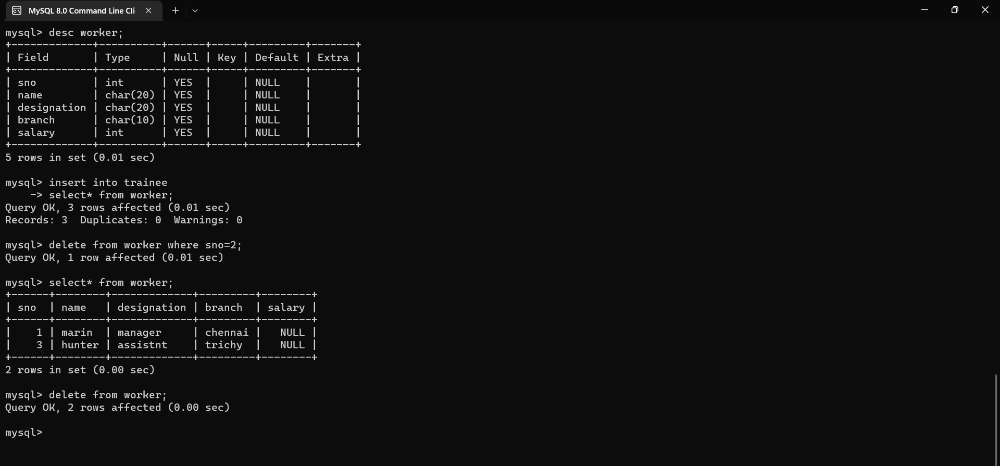 MySQL 8.0 Command Line Cli
mysql> desc worker;
+-------------+----------+------+-----+---------+-------+
| Field       | Type     | Null | Key | Default | Extra |
+-------------+----------+------+-----+---------+-------+
| sno         | int      | YES  |     | NULL    |       |
| name        | char(20) | YES  |     | NULL    |       |
| designation | char(20) | YES  |     | NULL    |       |
| branch      | char(10) | YES  |     | NULL    |       |
| salary      | int      | YES  |     | NULL    |       |
+-------------+----------+------+-----+---------+-------+
5 rows in set (0.01 sec)

mysql> insert into trainee
    -> select* from worker;
Query OK, 3 rows affected (0.01 sec)
Records: 3  Duplicates: 0  Warnings: 0

mysql> delete from worker where sno=2;
Query OK, 1 row affected (0.01 sec)

mysql> select* from worker;
+------+--------+-------------+---------+--------+
| sno  | name   | designation | branch  | salary |
+------+--------+-------------+---------+--------+
|    1 | marin  | manager     | chennai |   NULL |
|    3 | hunter | assistnt    | trichy  |   NULL |
+------+--------+-------------+---------+--------+
2 rows in set (0.00 sec)

mysql> delete from worker;
Query OK, 2 rows affected (0.00 sec)

mysql>